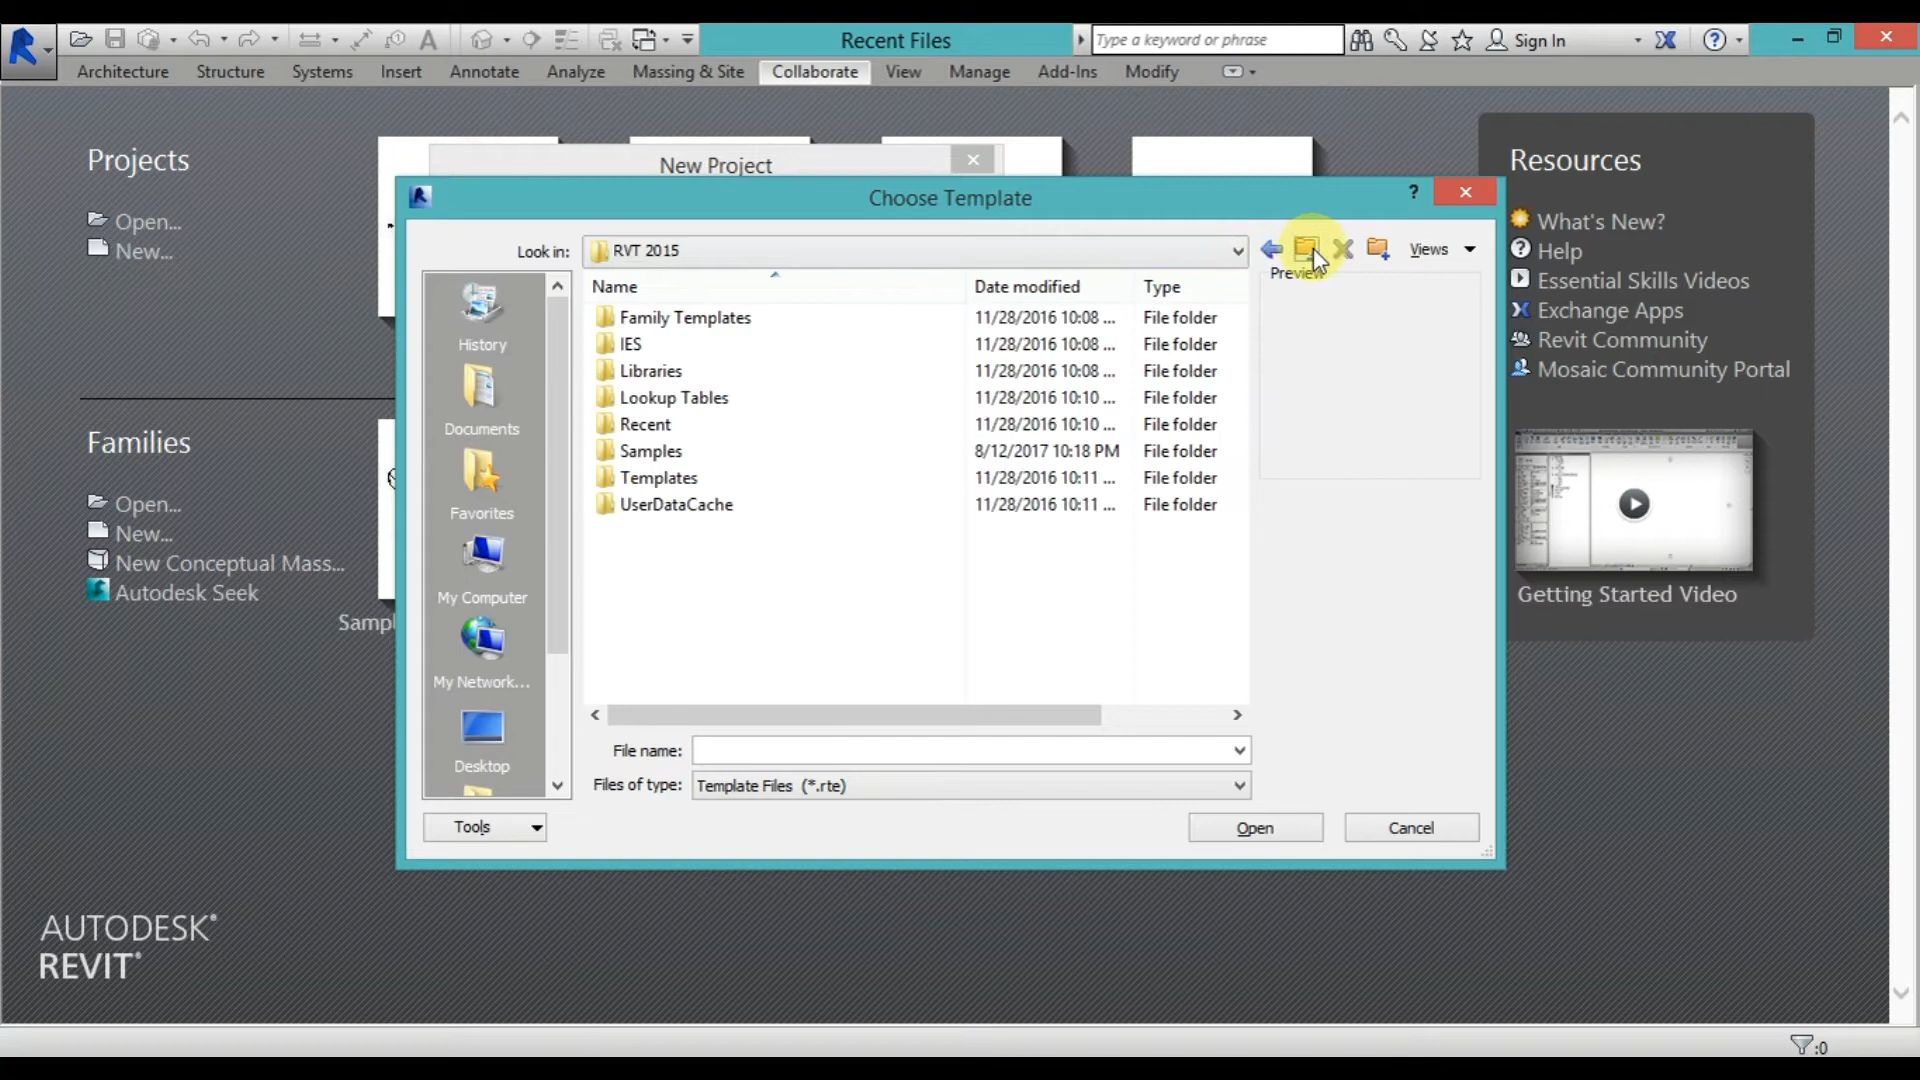 Recent Files
Type a keyword or phrase
Sign In
Architecture
Structure
Systems
Insert
Annotate
Analyze
Massing & Site
Collaborate
View
Manage
Add-Ins
Modify
Projects
Open...
New...
Families
Open...
New...
New Conceptual Mass...
Autodesk Seek
Sampl
AUTODESK®
REVIT®
New Project
Choose Template
Look in:
RVT 2015
Views
Preview
Name
Date modified
Type
Family Templates 11/28/2016 10:08 ... File folder
IES 11/28/2016 10:08 ... File folder
Libraries 11/28/2016 10:08 ... File folder
Lookup Tables 11/28/2016 10:10 ... File folder
Recent 11/28/2016 10:10 ... File folder
Samples 8/12/2017 10:18 PM File folder
Templates 11/28/2016 10:11 ... File folder
UserDataCache 11/28/2016 10:11 ... File folder
History
Documents
Favorites
My Computer
My Network...
Desktop
File name:
Files of type: Template Files (*.rte)
Tools
Open
Cancel
Resources
What's New?
Help
Essential Skills Videos
Exchange Apps
Revit Community
Mosaic Community Portal
Getting Started Video
:0